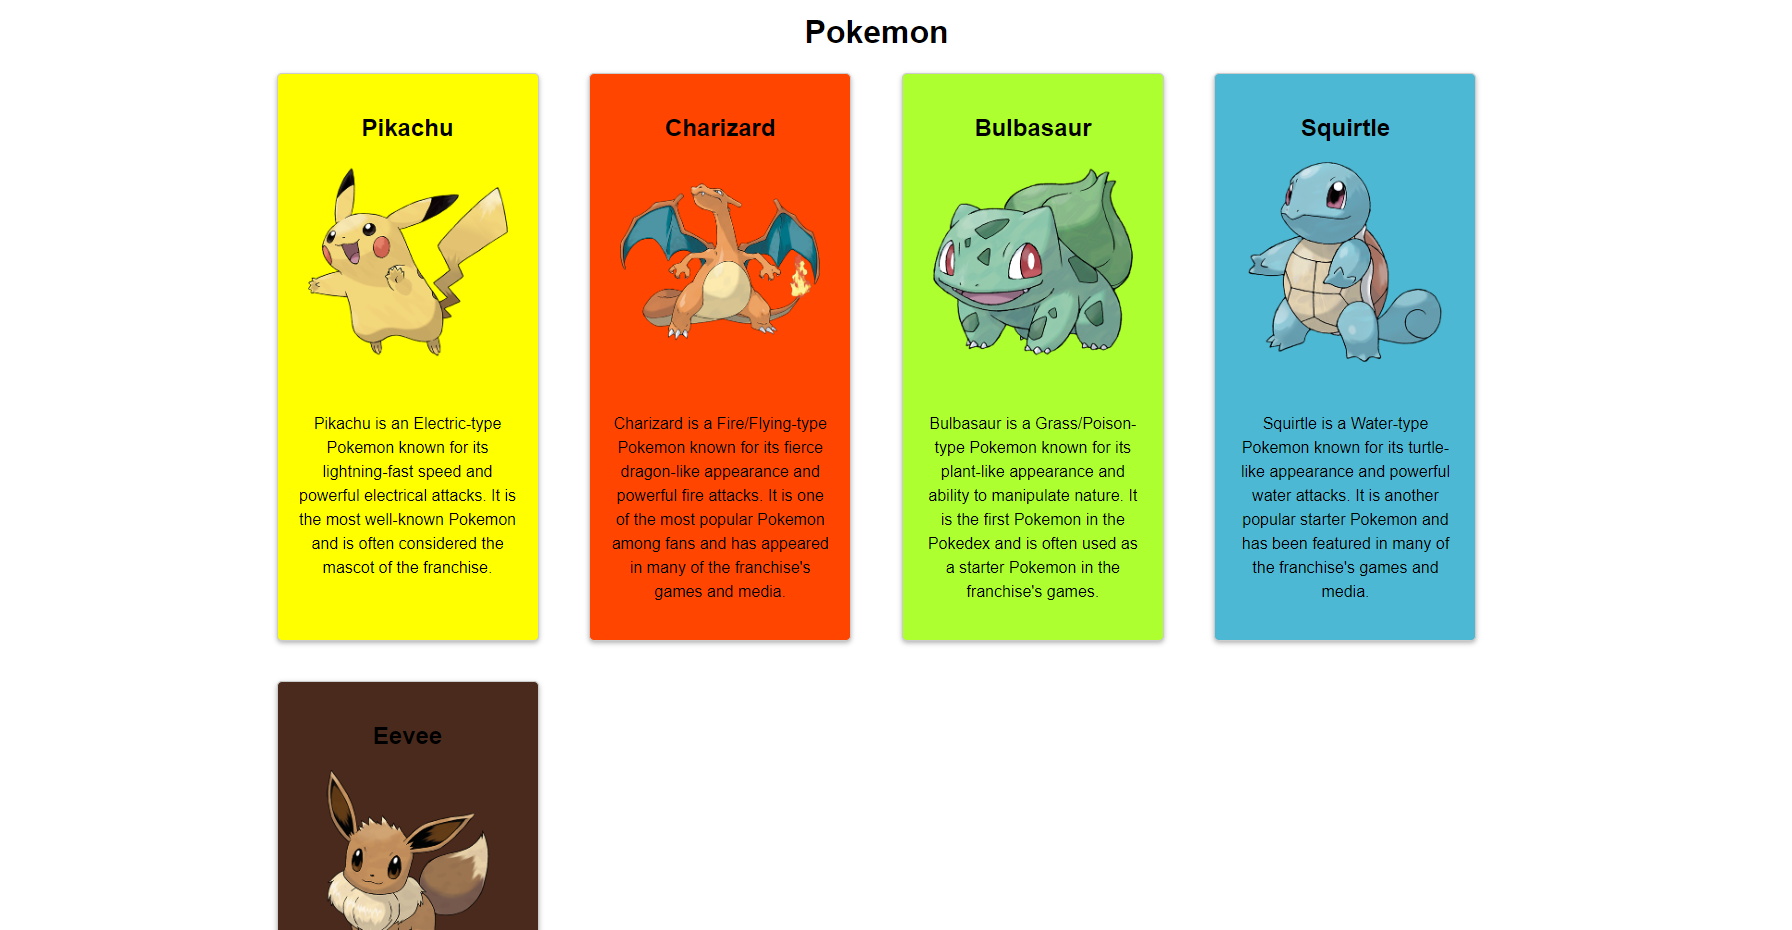 Pokemon
Pikachu
Pikachu is an Electric-type
Pokemon known for its
lightning-fast speed and
powerful electrical attacks. It is
the most well-known Pokemon
and is often considered the
mascot of the franchise.
Charizard
Charizard is a Fire/Flying-type
Pokemon known for its fierce
dragon-like appearance and
powerful fire attacks. It is one
of the most popular Pokemon
among fans and has appeared
in many of the franchise's
games and media.
Bulbasaur
Bulbasaur is a Grass/Poison-
type Pokemon known for its
plant-like appearance and
ability to manipulate nature. It
is the first Pokemon in the
Pokedex and is often used as
a starter Pokemon in the
franchise's games.
Squirtle
Squirtle is a Water-type
Pokemon known for its turtle-
like appearance and powerful
water attacks. It is another
popular starter Pokemon and
has been featured in many of
the franchise's games and
media.
Eevee